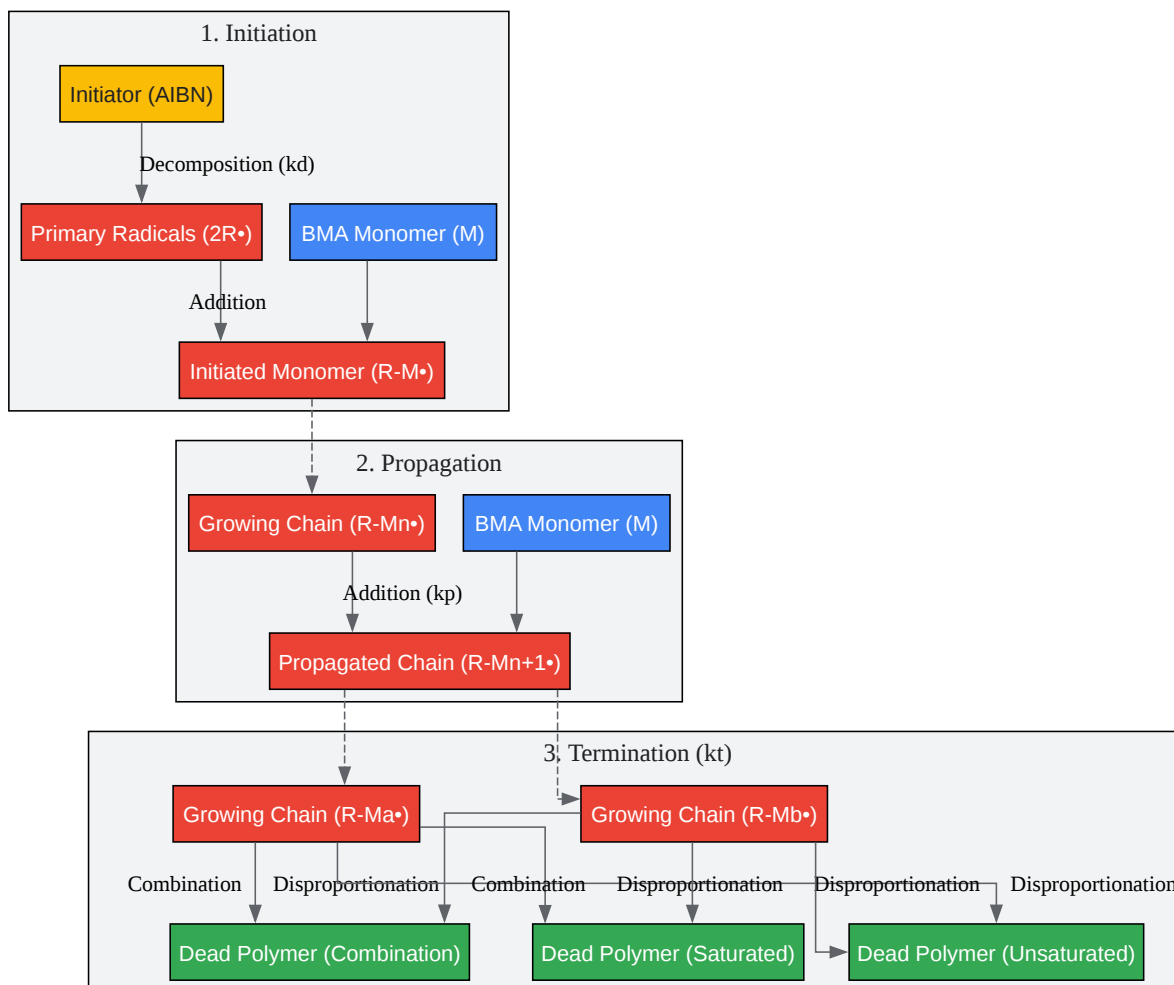 1. Initiation
Initiator (AIBN)
Decomposition (kd)
Primary Radicals (2R•)
BMA Monomer (M)
Addition
Initiated Monomer (R-M•)
2. Propagation
Growing Chain (R-Mn•)
BMA Monomer (M)
Addition (kp)
Propagated Chain (R-Mn+1•)
3. Termination (kt)
Growing Chain (R-Ma•)
Growing Chain (R-Mb•)
Combination
Disproportionation
Combination
Disproportionation
Disproportionation
Disproportionation
Dead Polymer (Combination)
Dead Polymer (Saturated)
Dead Polymer (Unsaturated)